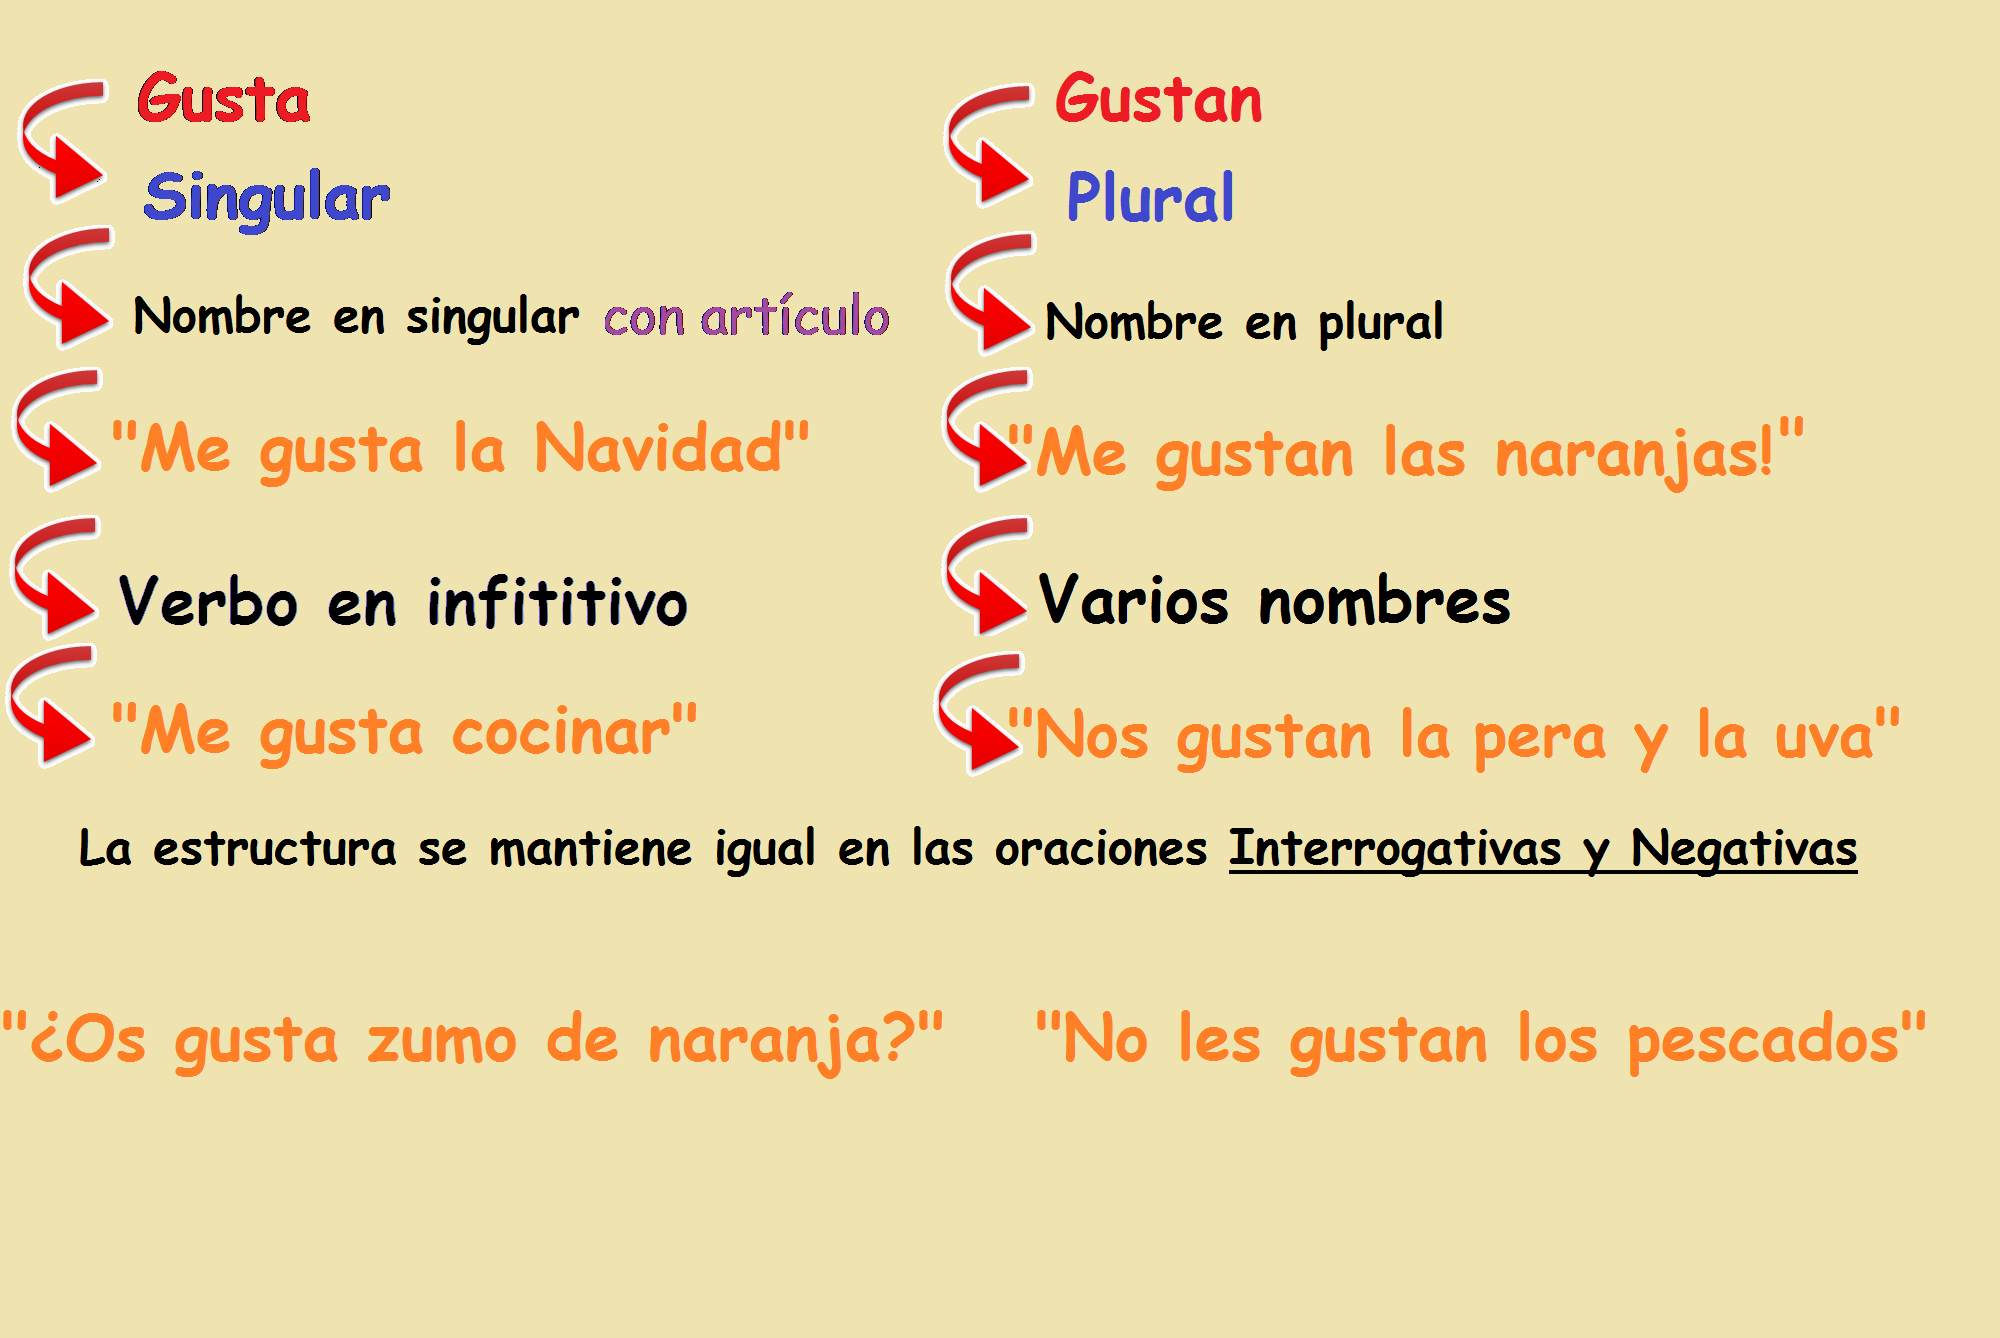 Gusta
Singular
Nombre en singular con artículo
"Me gusta la Navidad"
Verbo en infititivo
"Me gusta cocinar"
Gustan
Plural
Nombre en plural
"Me gustan las naranjas!"
Varios nombres
"Nos gustan la pera y la uva"
La estructura se mantiene igual en las oraciones Interrogativas y Negativas
"¿Os gusta zumo de naranja?"
"No les gustan los pescados"